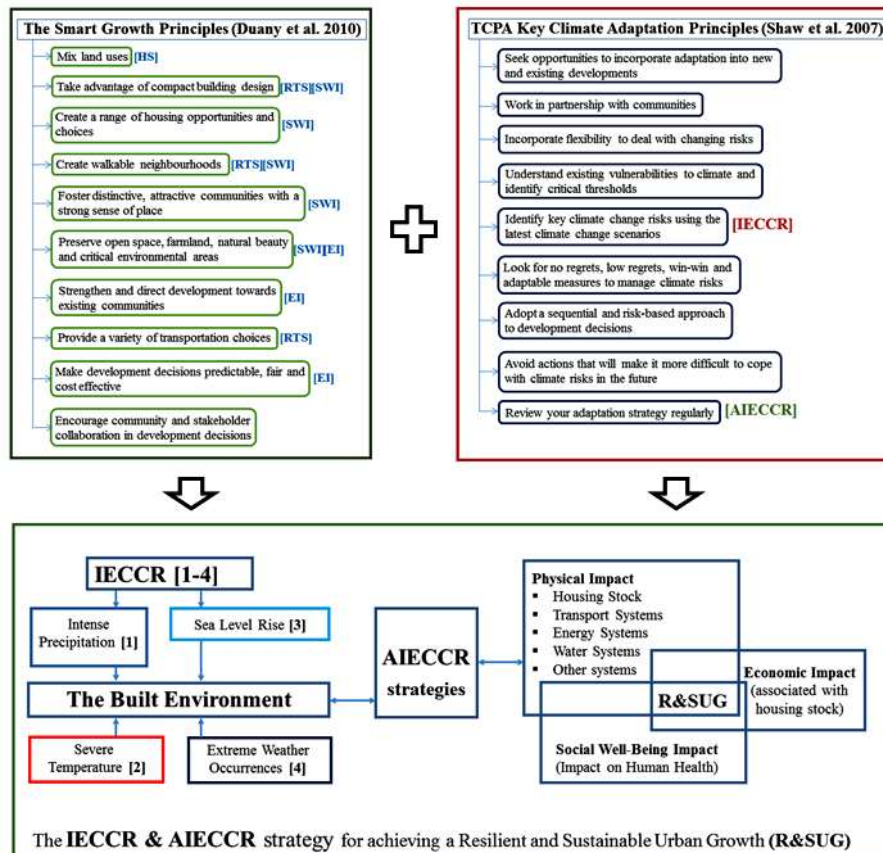 The Smart Growth Principles (Duany et al. 2010)
Mix land uses [HS]
Take advantage of compact building design [RTS][SWI]
Create a range of housing opportunities and
choices [SWI]
Create walkable neighbourhoods [RTS][SWI]
Foster distinctive, attractive communities with a
strong sense of place [SWI]
Preserve open space, farmland, natural beauty
and critical environmental areas [SWI][EI]
Strengthen and direct development towards
existing communities [EI]
Provide a variety of transportation choices [RTS]
Make development decisions predictable, fair and
cost effective [EI]
Encourage community and stakeholder
collaboration in development decisions
TCPA Key Climate Adaptation Principles (Shaw et al. 2007)
Seek opportunities to incorporate adaptation into new
and existing developments
Work in partnership with communities
Incorporate flexibility to deal with changing risks
Understand existing vulnerabilities to climate and
identify critical thresholds
Identify key climate change risks using the
latest climate change scenarios [IECCR]
Look for no regrets, low regrets, win-win and
adaptable measures to manage climate risks
Adopt a sequential and risk-based approach
to development decisions
Avoid actions that will make it more difficult to cope
with climate risks in the future
Review your adaptation strategy regularly [AIECCR]
IECCR [1-4]
Intense
Precipitation [1]
Sea Level Rise [3]
The Built Environment
Severe
Temperature [2]
Extreme Weather
Occurrences [4]
AIECCR
strategies
Physical Impact
▪ Housing Stock
▪ Transport Systems
▪ Energy Systems
▪ Water Systems
▪ Other systems
Economic Impact
(associated with
housing stock)
R&SUG
Social Well-Being Impact
(Impact on Human Health)
The IECCR & AIECCR strategy for achieving a Resilient and Sustainable Urban Growth (R&SUG)